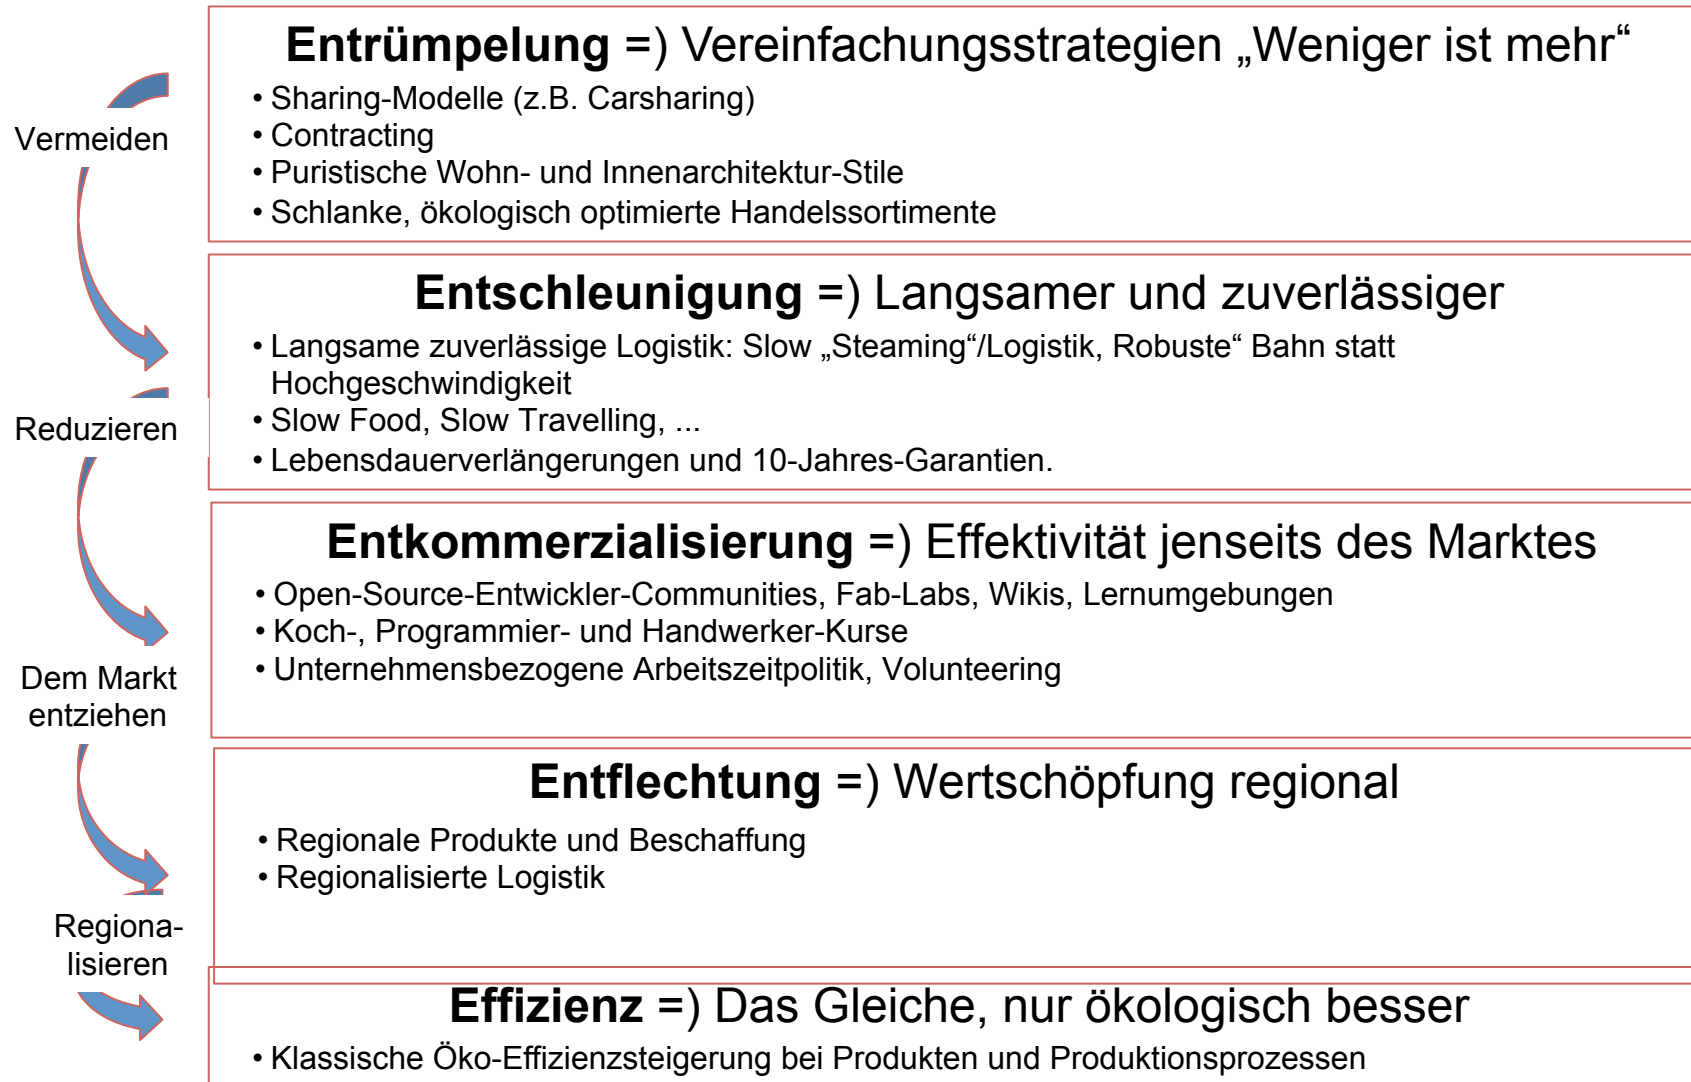 Entrümpelung =) Vereinfachungsstrategien „Weniger ist mehr“
• Sharing-Modelle (z.B. Carsharing)
• Contracting
• Puristische Wohn- und Innenarchitektur-Stile
• Schlanke, ökologisch optimierte Handelssortimente
Vermeiden
Entschleunigung =) Langsamer und zuverlässiger
• Langsame zuverlässige Logistik: Slow „Steaming“/Logistik, Robuste“ Bahn statt
Hochgeschwindigkeit
• Slow Food, Slow Travelling, ...
• Lebensdauerverlängerungen und 10-Jahres-Garantien.
Reduzieren
Entkommerzialisierung =) Effektivität jenseits des Marktes
• Open-Source-Entwickler-Communities, Fab-Labs, Wikis, Lernumgebungen
• Koch-, Programmier- und Handwerker-Kurse
• Unternehmensbezogene Arbeitszeitpolitik, Volunteering
Dem Markt
entziehen
Entflechtung =) Wertschöpfung regional
• Regionale Produkte und Beschaffung
• Regionalisierte Logistik
Regiona-
lisieren
Effizienz =) Das Gleiche, nur ökologisch besser
• Klassische Öko-Effizienzsteigerung bei Produkten und Produktionsprozessen